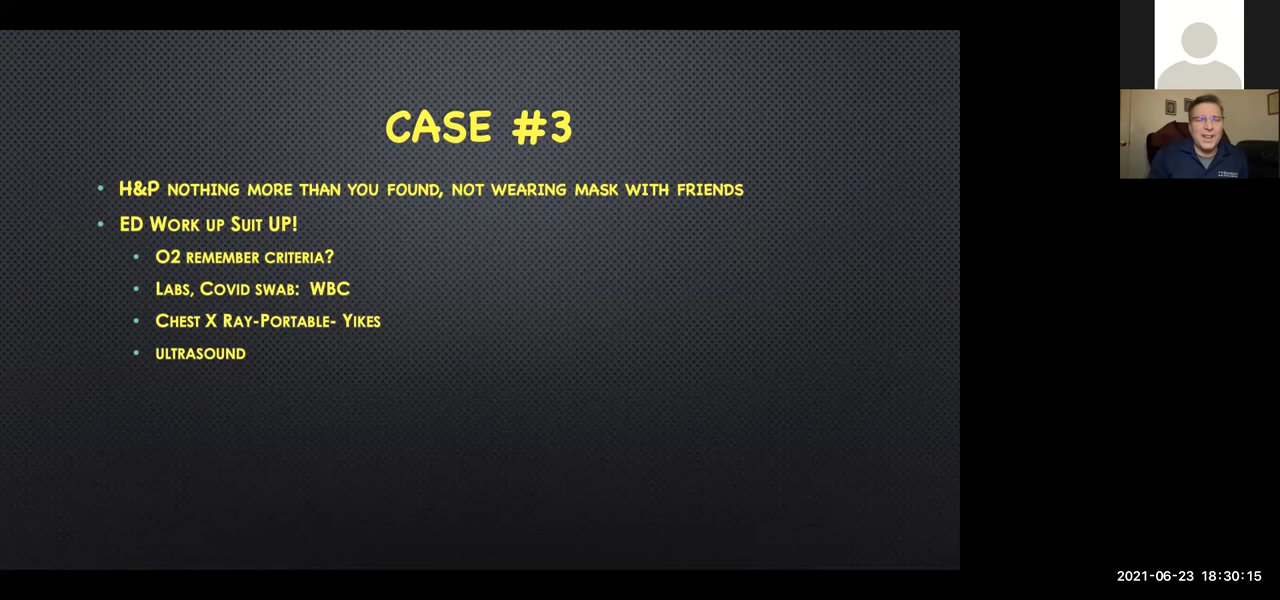 CASE #3
H&P NOTHING MORE THAN YOU FOUND, NOT WEARING MASK WITH FRIENDS
ED WORK UP SUIT UP!
O2 REMEMBER CRITERIA?
LABS, COVID SWAB: WBC
CHEST X RAY-PORTABLE- YIKES
ULTRASOUND
2021-06-23 18:30:15